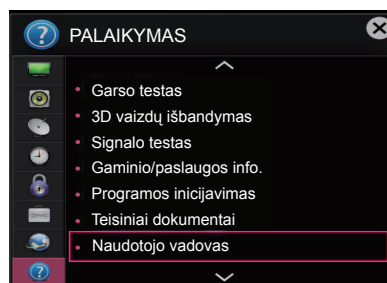 PALAIKYMAS
Garso testas
3D vaizdų išbandymas
Signalo testas
Gaminio/paslaugos info.
Programos inicijavimas
Teisiniai dokumentai
Naudotojo vadovas